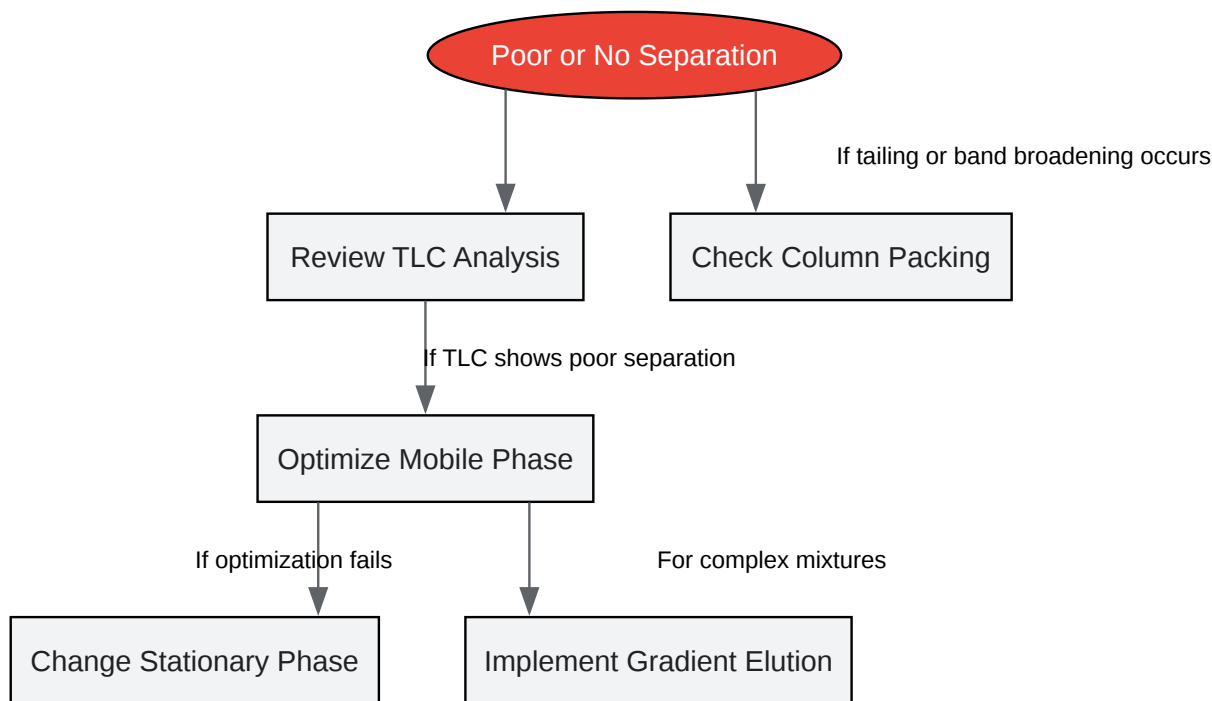 Poor or No Separation
If tailing or band broadening occurs
Review TLC Analysis
Check Column Packing
If TLC shows poor separation
Optimize Mobile Phase
If optimization fails
For complex mixtures
Change Stationary Phase
Implement Gradient Elution